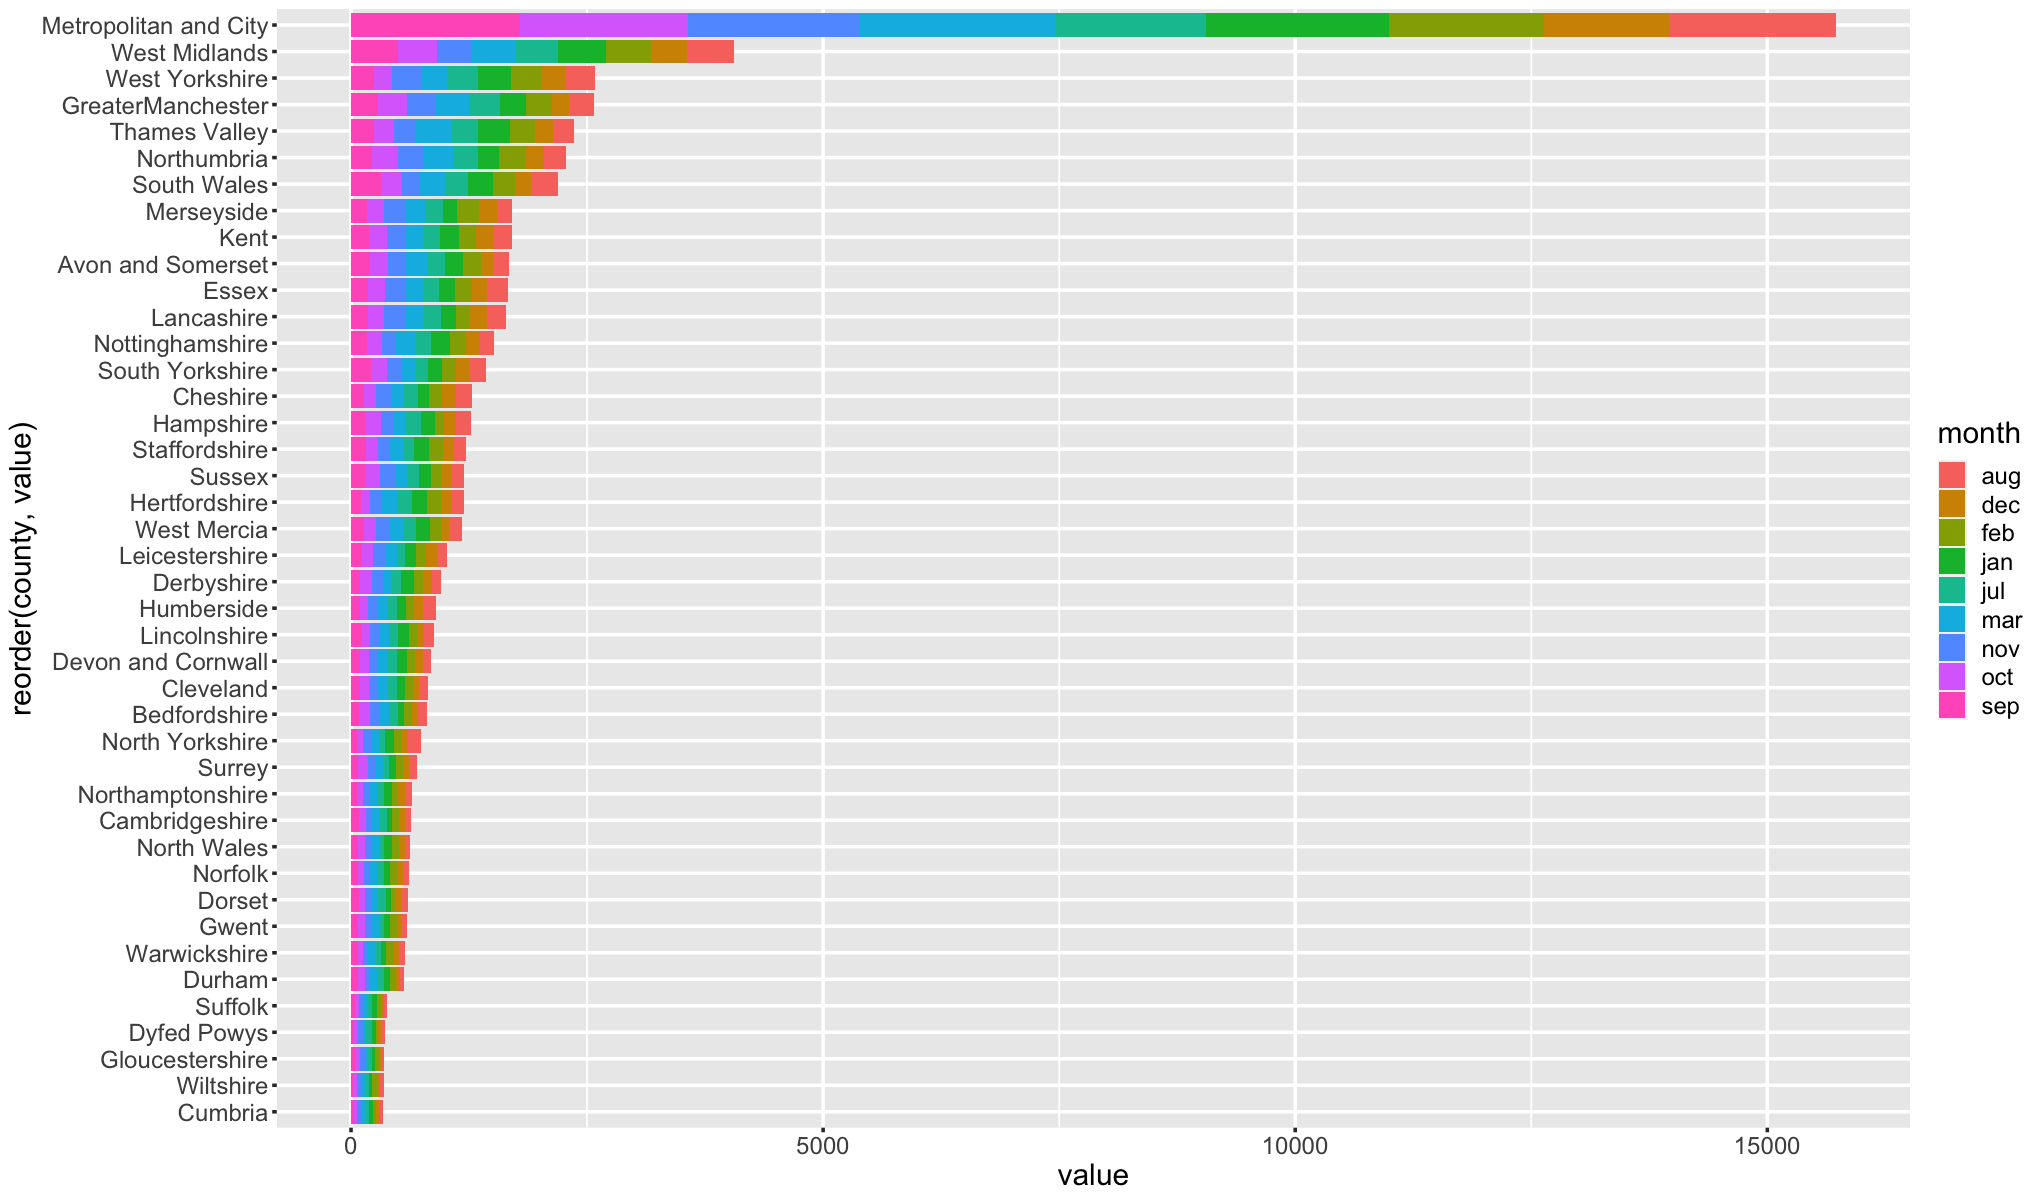 Metropolitan and City
West Midlands
West Yorkshire
GreaterManchester
Thames Valley
Northumbria
South Wales
Merseyside
Kent
Avon and Somerset
Essex
Lancashire
Nottinghamshire
South Yorkshire
Cheshire
Hampshire
Staffordshire
Sussex
Hertfordshire
West Mercia
Leicestershire
Derbyshire
Humberside
Lincolnshire
Devon and Cornwall
Cleveland
Bedfordshire
North Yorkshire
Surrey
Northamptonshire
Cambridgeshire
North Wales
Norfolk
Dorset
Gwent
Warwickshire
Durham
Suffolk
Dyfed Powys
Gloucestershire
Wiltshire
Cumbria
reorder(county, value)
0 5000 10000 15000
value
month
aug
dec
feb
jan
jul
mar
nov
oct
sep